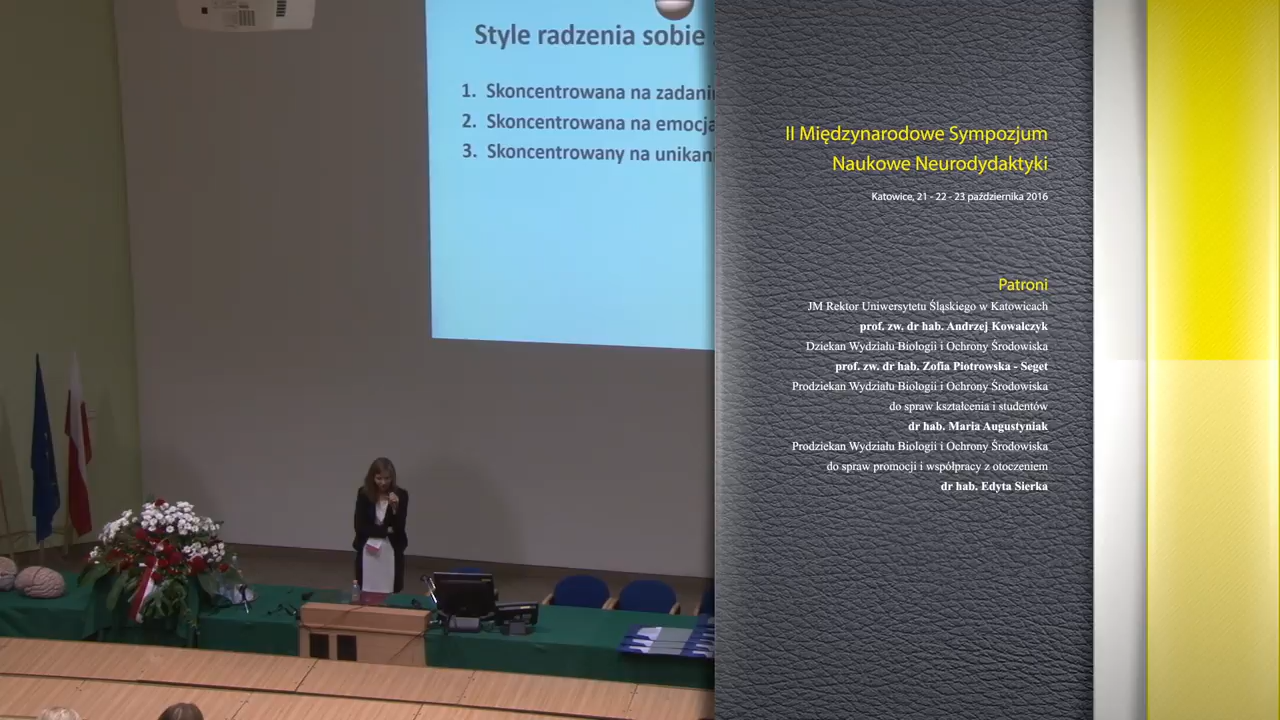 Style radzenia sobie
1. Skoncentrowana na
2. Skoncentrowana na
3. Skoncentrowany na
II Międzynarodowe Sympozjum
Naukowe Neurodydaktyki
Katowice, 21 - 22 - 23 października 2016
Patroni
JM Rektor Uniwersytetu Śląskiego w Katowicach
prof. zw. dr hab. Andrzej Kowalczyk
Dziekan Wydziału Biologii i Ochrony Środowiska
prof. zw. dr hab. Zofia Piotrowska - Seget
Prodziekan Wydziału Biologii i Ochrony Środowiska
do spraw kształcenia i studentów
dr hab. Maria Augustyniak
Prodziekan Wydziału Biologii i Ochrony Środowiska
do spraw promocji i współpracy z otoczeniem
dr hab. Edyta Sierka